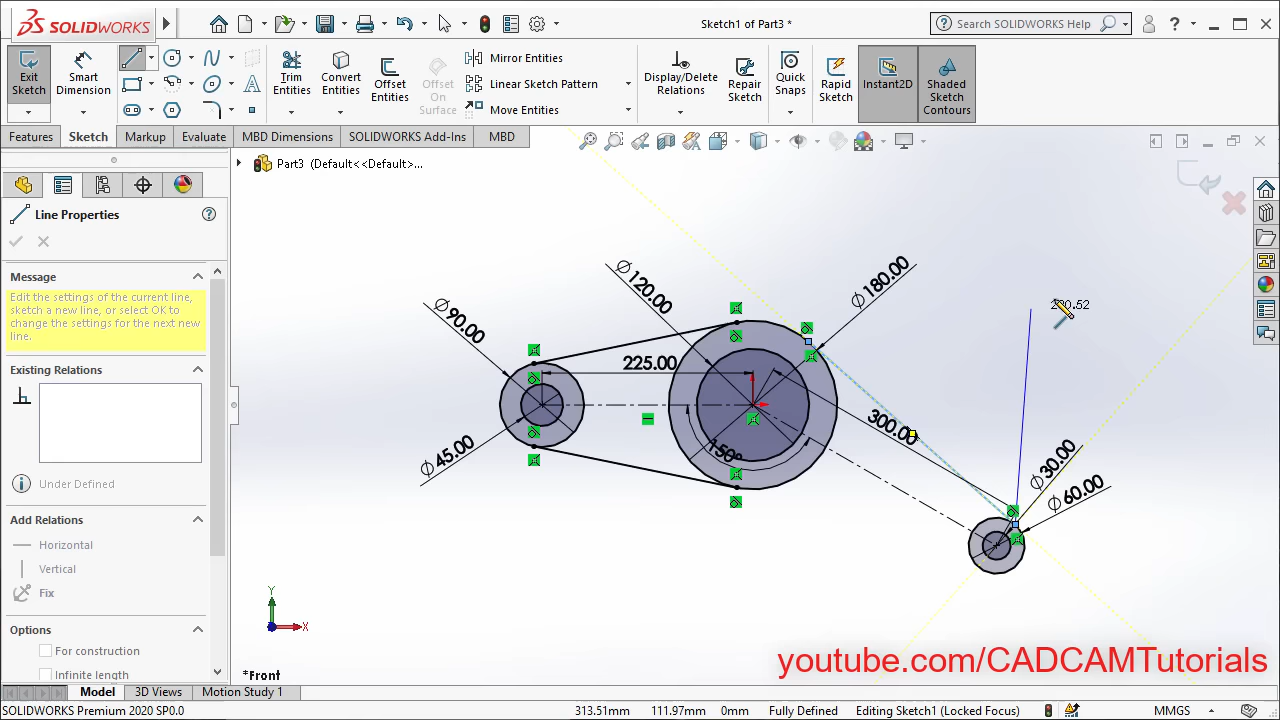 SOLIDWORKS
Sketch1 of Part3 *
Search SOLIDWORKS Help
Exit Sketch
Smart Dimension
Trim Entities
Convert Entities
Offset Entities
Offset On Surface
Mirror Entities
Linear Sketch Pattern
Move Entities
Display/Delete Relations
Repair Sketch
Quick Snaps
Rapid Sketch
Instant2D
Shaded Sketch Contours
Features
Sketch
Markup
Evaluate
MBD Dimensions
SOLIDWORKS Add-Ins
MBD
Part3 (Default<<Default>...
Line Properties
Message
Edit the settings of the current line,
sketch a new line, or select OK to
change the settings for the next new
line.
Existing Relations
Under Defined
Add Relations
Horizontal
Vertical
Fix
Options
For construction
Infinite length
Ø90.00
Ø120.00
Ø180.00
225.00
Ø45.00
150°
300.00
Ø30.00
Ø60.00
Y
X
*Front
youtube.com/CADCAMTutorials
Model
3D Views
Motion Study 1
SOLIDWORKS Premium 2020 SP0.0
313.51mm
111.97mm
0mm
Fully Defined
Editing Sketch1 (Locked Focus)
MMGS